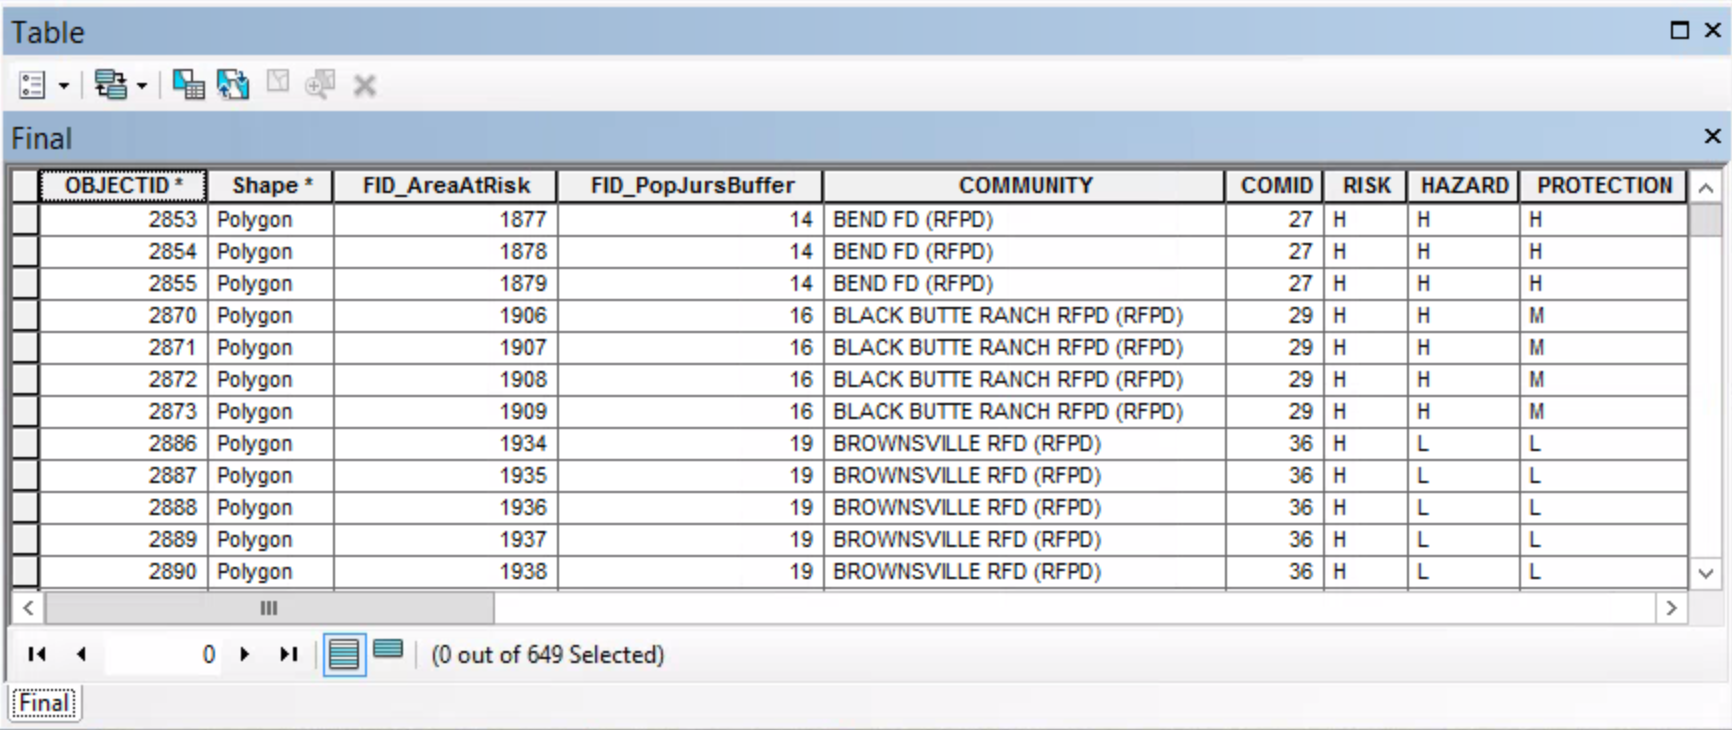 Table
Final
OBJECTID * Shape * FID_AreaAtRisk FID_PopJursBuffer COMMUNITY COMID RISK HAZARD PROTECTION
2853 Polygon 1877 14 BEND FD (RFPD) 27 H H H
2854 Polygon 1878 14 BEND FD (RFPD) 27 H H H
2855 Polygon 1879 14 BEND FD (RFPD) 27 H H H
2870 Polygon 1906 16 BLACK BUTTE RANCH RFPD (RFPD) 29 H H M
2871 Polygon 1907 16 BLACK BUTTE RANCH RFPD (RFPD) 29 H H M
2872 Polygon 1908 16 BLACK BUTTE RANCH RFPD (RFPD) 29 H H M
2873 Polygon 1909 16 BLACK BUTTE RANCH RFPD (RFPD) 29 H H M
2886 Polygon 1934 19 BROWNSVILLE RFD (RFPD) 36 H L L
2887 Polygon 1935 19 BROWNSVILLE RFD (RFPD) 36 H L L
2888 Polygon 1936 19 BROWNSVILLE RFD (RFPD) 36 H L L
2889 Polygon 1937 19 BROWNSVILLE RFD (RFPD) 36 H L L
2890 Polygon 1938 19 BROWNSVILLE RFD (RFPD) 36 H L L
0 (0 out of 649 Selected)
Final